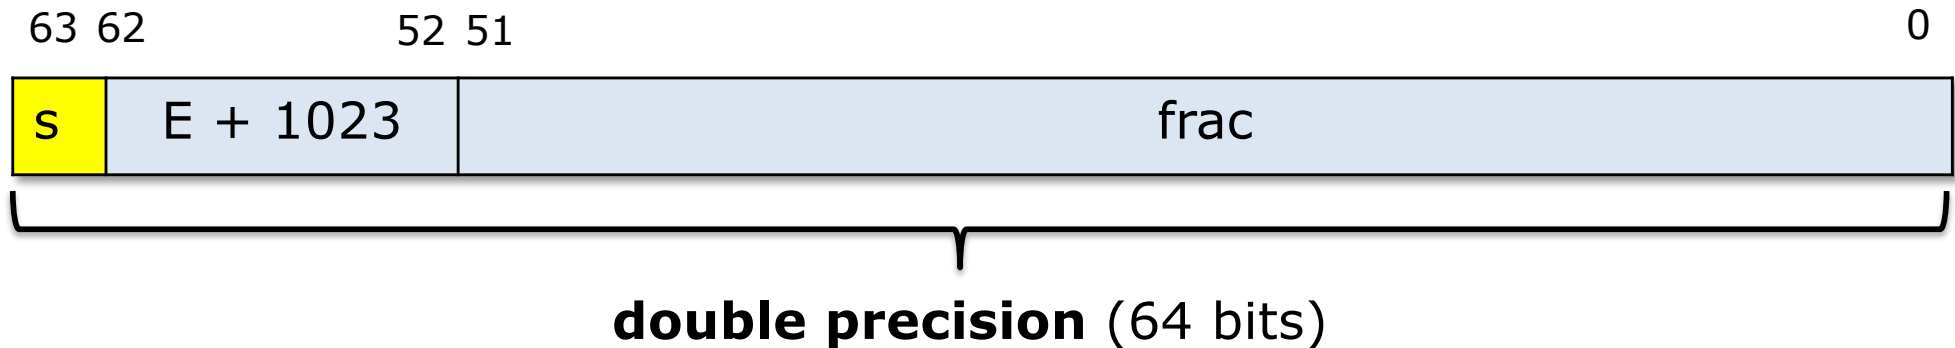 63 62 52 51 0
s E + 1023 frac
double precision (64 bits)